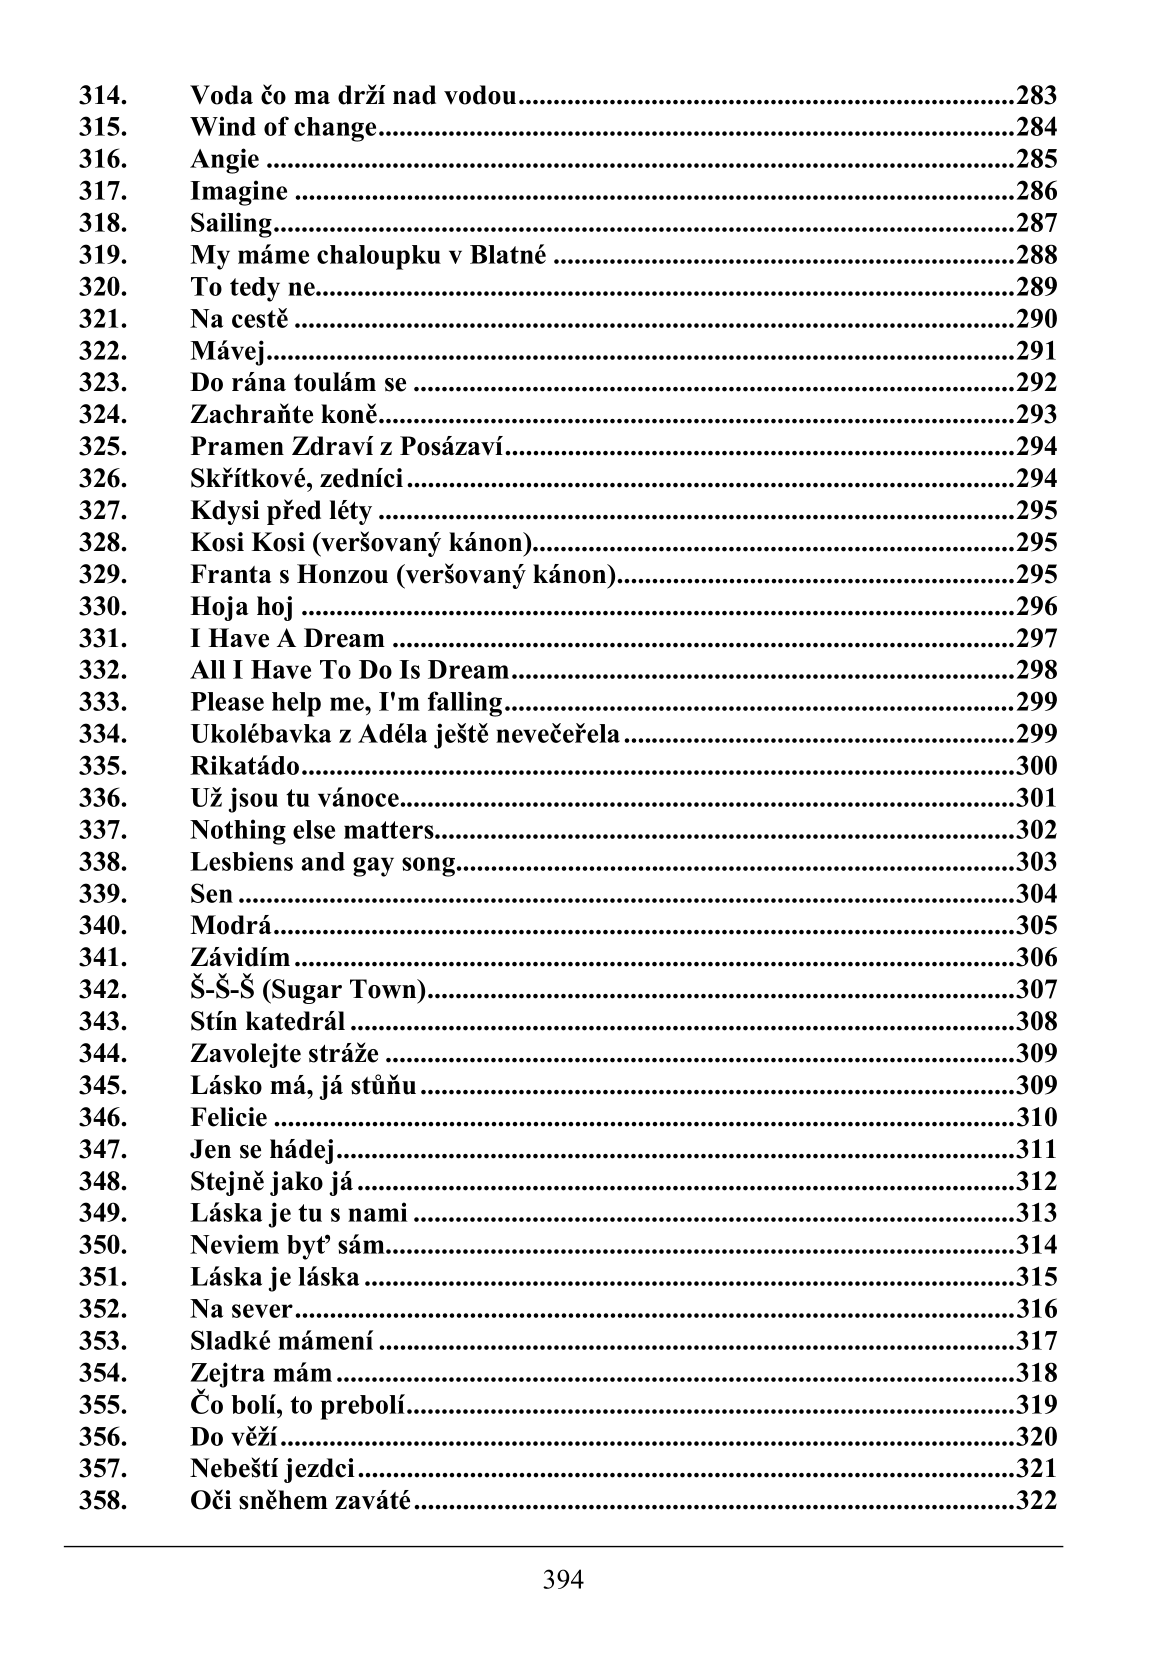 314. Voda čo ma drží nad vodou.......................................................................283
315. Wind of change...........................................................................................284
316. Angie ...........................................................................................................285
317. Imagine .......................................................................................................286
318. Sailing..........................................................................................................287
319. My máme chaloupku v Blatné ..................................................................288
320. To tedy ne....................................................................................................289
321. Na cestě .......................................................................................................290
322. Mávej...........................................................................................................291
323. Do rána toulám se ......................................................................................292
324. Zachraňte koně...........................................................................................293
325. Pramen Zdraví z Posázaví.........................................................................294
326. Skřítkové, zedníci.......................................................................................294
327. Kdysi před léty ...........................................................................................295
328. Kosi Kosi (veršovaný kánon).....................................................................295
329. Franta s Honzou (veršovaný kánon).........................................................295
330. Hoja hoj ......................................................................................................296
331. I Have A Dream .........................................................................................297
332. All I Have To Do Is Dream........................................................................298
333. Please help me, I'm falling.........................................................................299
334. Ukolébavka z Adéla ještě nevečeřela........................................................299
335. Rikatádo......................................................................................................300
336. Už jsou tu vánoce........................................................................................301
337. Nothing else matters...................................................................................302
338. Lesbiens and gay song................................................................................303
339. Sen ...............................................................................................................304
340. Modrá..........................................................................................................305
341. Závidím.......................................................................................................306
342. Š-Š-Š (Sugar Town)....................................................................................307
343. Stín katedrál ...............................................................................................308
344. Zavolejte stráže ..........................................................................................309
345. Lásko má, já stůňu.....................................................................................309
346. Felicie ..........................................................................................................310
347. Jen se hádej.................................................................................................311
348. Stejně jako já ..............................................................................................312
349. Láska je tu s nami ......................................................................................313
350. Neviem byť sám..........................................................................................314
351. Láska je láska .............................................................................................315
352. Na sever.......................................................................................................316
353. Sladké mámení ...........................................................................................317
354. Zejtra mám .................................................................................................318
355. Čo bolí, to prebolí.......................................................................................319
356. Do věží.........................................................................................................320
357. Nebeští jezdci..............................................................................................321
358. Oči sněhem zaváté......................................................................................322
394